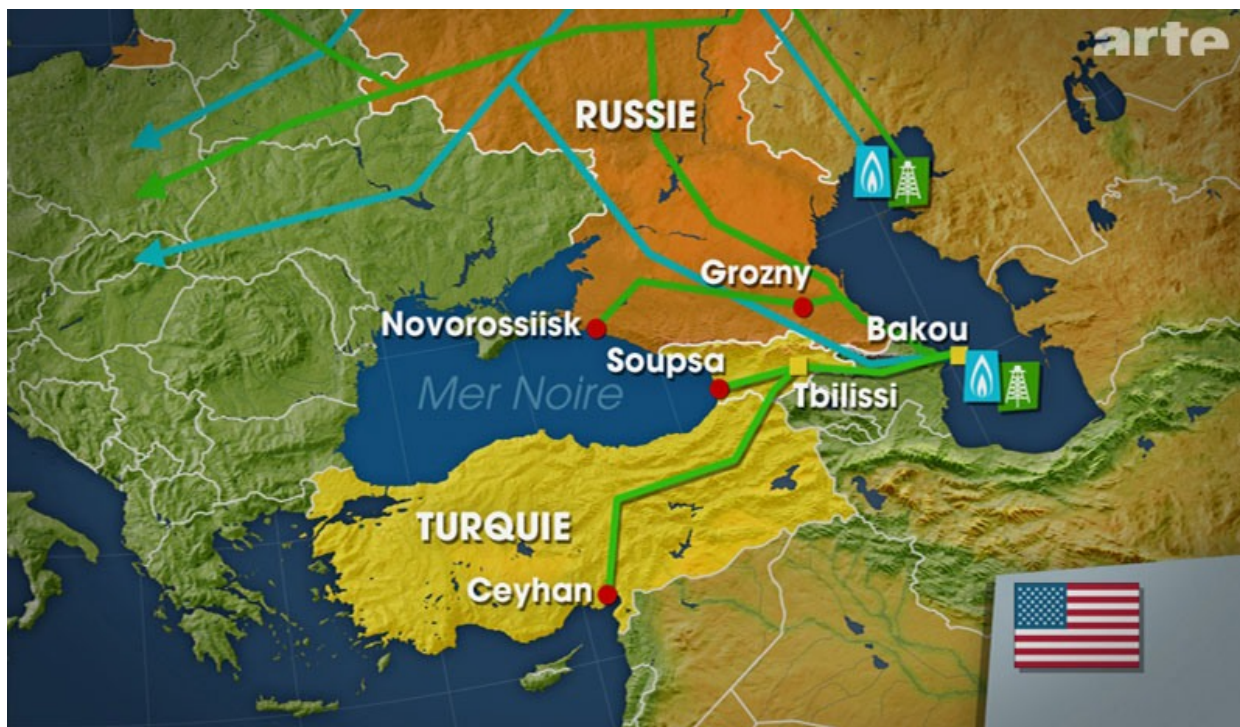 arte
RUSSIE
Grozny
Novorossiisk
Bakou
Soupsa
Mer Noire
Tbilissi
TURQUIE
Ceyhan